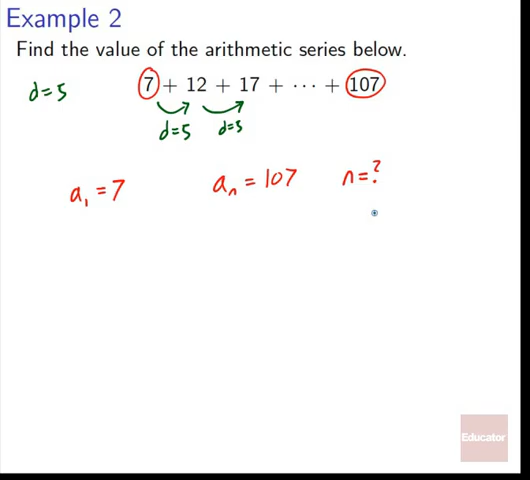 Example 2
Find the value of the arithmetic series below.
d=5 7 + 12 + 17 + ⋯ + 107
d=5 d=5
a₁ = 7 aₙ = 107 n=?
Educator